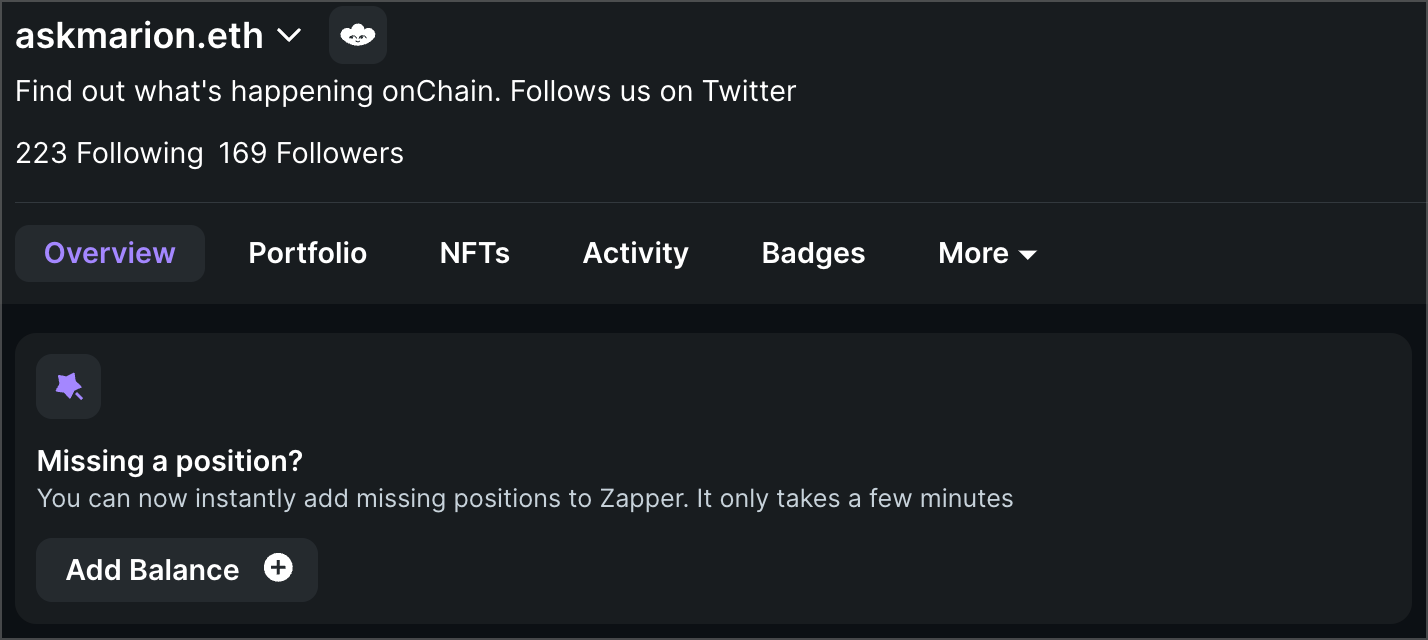 askmarion.eth
Find out what's happening onChain. Follows us on Twitter
223 Following 169 Followers
Overview Portfolio NFTs Activity Badges More
Missing a position?
You can now instantly add missing positions to Zapper. It only takes a few minutes
Add Balance